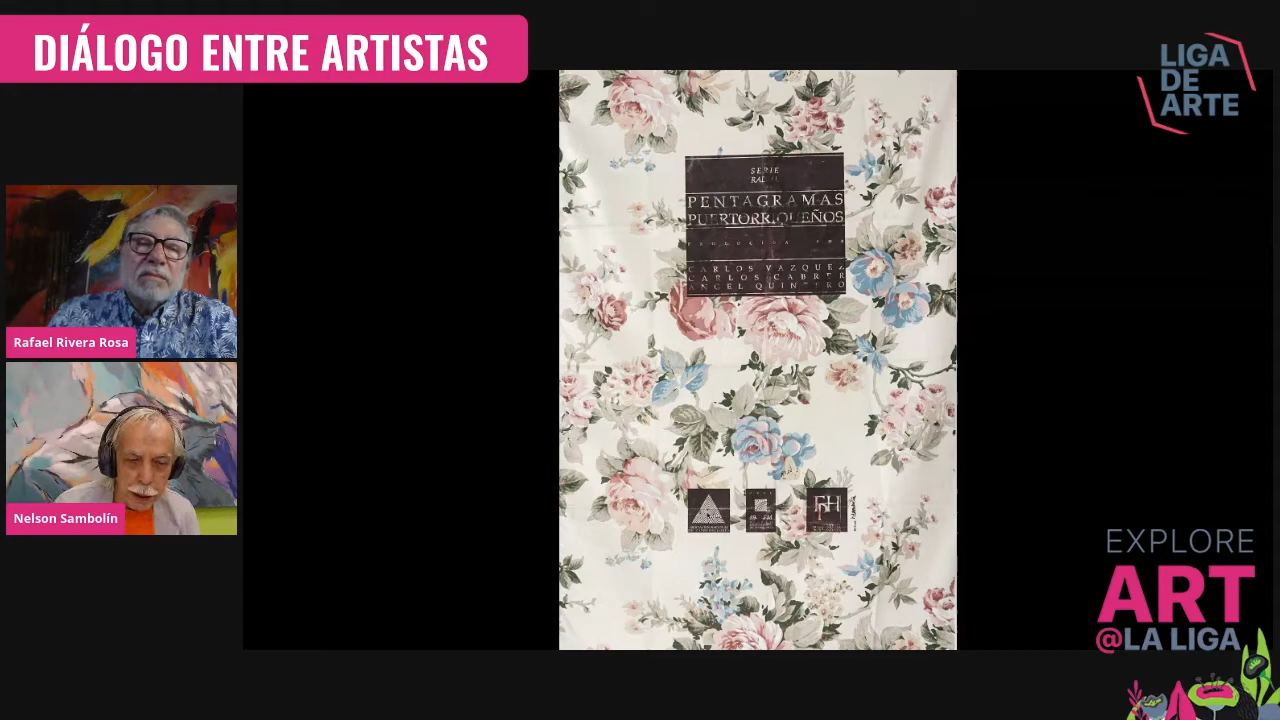 DIÁLOGO ENTRE ARTISTAS
LIGA
DE
ARTE
SERIE
PENTAGRAMAS
PUERTORRIQUEÑOS
CARLOS VAZQUEZ
CARLOS CABRER
ANGEL QUINTERO
Rafael Rivera Rosa
Nelson Sambolín
EXPLORE
ART
@LA LIGA